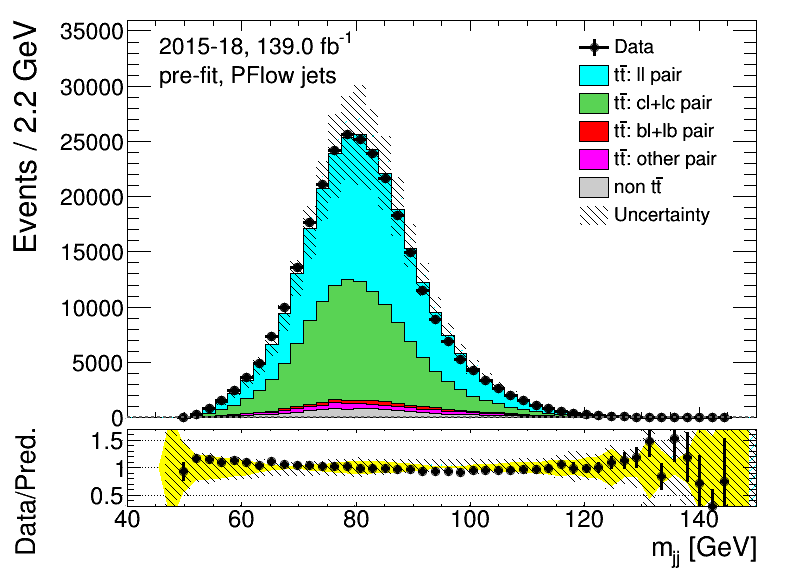 Events / 2.2 GeV
35000
30000
25000
20000
15000
10000
5000
0
2015-18, 139.0 fb⁻¹
pre-fit, PFlow jets
Data
tt̄: ll pair
tt̄: cl+lc pair
tt̄: bl+lb pair
tt̄: other pair
non tt̄
Uncertainty
Data/Pred.
1.5
1
0.5
40 60 80 100 120 140
m_jj [GeV]